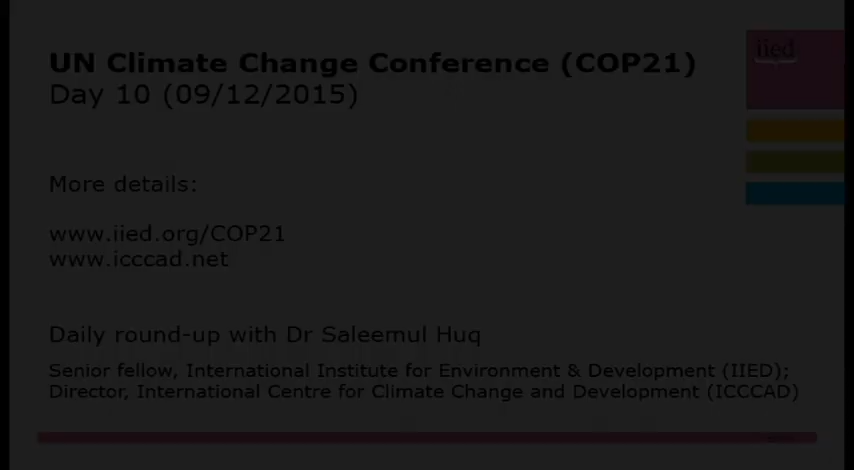 UN Climate Change Conference (COP21)
iied
Day 10 (09/12/2015)
More details:
www.iied.org/COP21
www.icccad.net
Daily round-up with Dr Saleemul Huq
Senior fellow, International Institute for Environment & Development (IIED);
Director, International Centre for Climate Change and Development (ICCCAD)